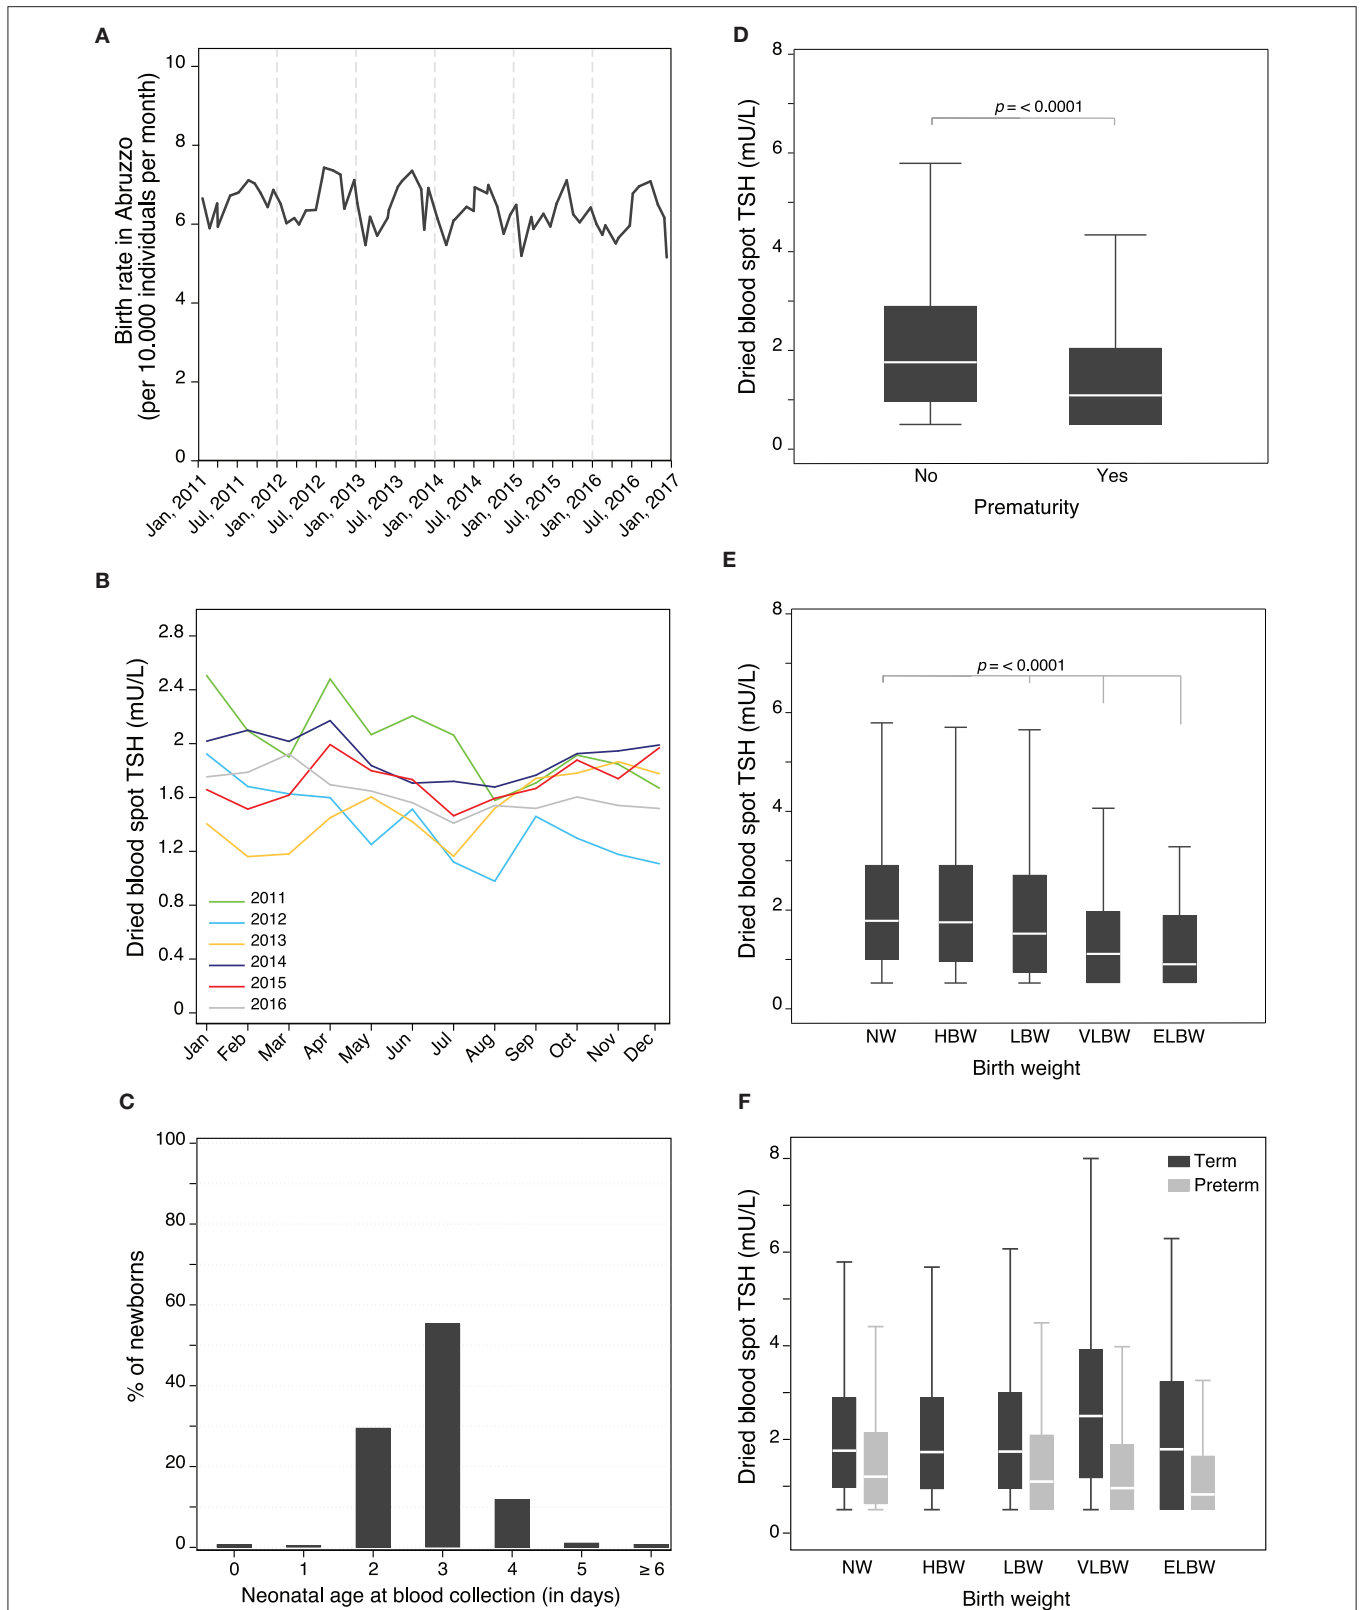 A
Birth rate in Abruzzo
(per 10.000 individuals per month)
10
8
6
4
2
0
Jan, 2011
Jul, 2011
Jan, 2012
Jul, 2012
Jan, 2013
Jul, 2013
Jan, 2014
Jul, 2014
Jan, 2015
Jul, 2015
Jan, 2016
Jul, 2016
Jan, 2017
B
Dried blood spot TSH (mU/L)
2.8
2.4
2
1.6
1.2
0.8
0.4
0
2011
2012
2013
2014
2015
2016
Jan
Feb
Mar
Apr
May
Jun
Jul
Aug
Sep
Oct
Nov
Dec
C
% of newborns
100
80
60
40
20
0
0 1 2 3 4 5 ≥ 6
Neonatal age at blood collection (in days)
D
Dried blood spot TSH (mU/L)
8
6
4
2
0
p = < 0.0001
No Yes
Prematurity
E
Dried blood spot TSH (mU/L)
8
6
4
2
0
p = < 0.0001
NW HBW LBW VLBW ELBW
Birth weight
F
Dried blood spot TSH (mU/L)
8
6
4
2
0
Term
Preterm
NW HBW LBW VLBW ELBW
Birth weight